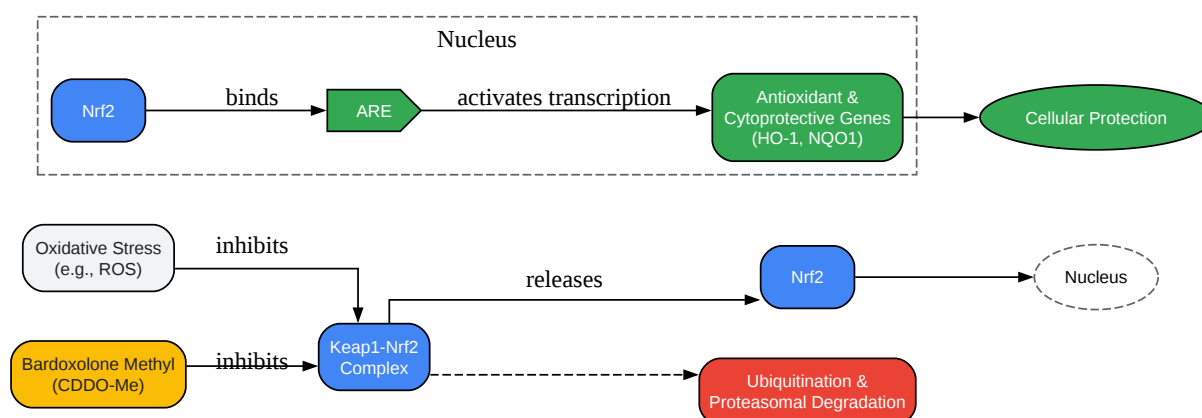 Nucleus
Nrf2
binds
ARE
activates transcription
Antioxidant &
Cytoprotective Genes
(HO-1, NQO1)
Cellular Protection
Oxidative Stress
(e.g., ROS)
inhibits
releases
Nrf2
Nucleus
Bardoxolone Methyl
(CDDO-Me)
inhibits
Keap1-Nrf2
Complex
Ubiquitination &
Proteasomal Degradation